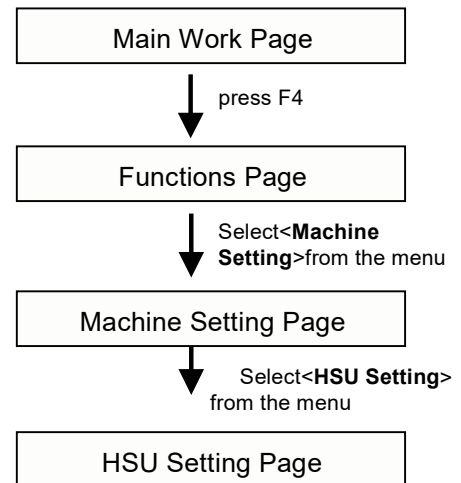 Main Work Page
press F4
Functions Page
Select<Machine
Setting>from the menu
Machine Setting Page
Select<HSU Setting>
from the menu
HSU Setting Page